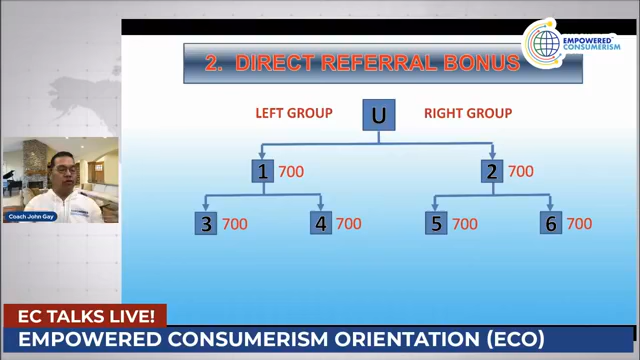 EMPOWERED
CONSUMERISM
2. DIRECT REFERRAL BONUS
LEFT GROUP
U
RIGHT GROUP
1 700
2 700
3 700
4 700
5 700
6 700
Coach John Gay
EC TALKS LIVE!
EMPOWERED CONSUMERISM ORIENTATION (ECO)